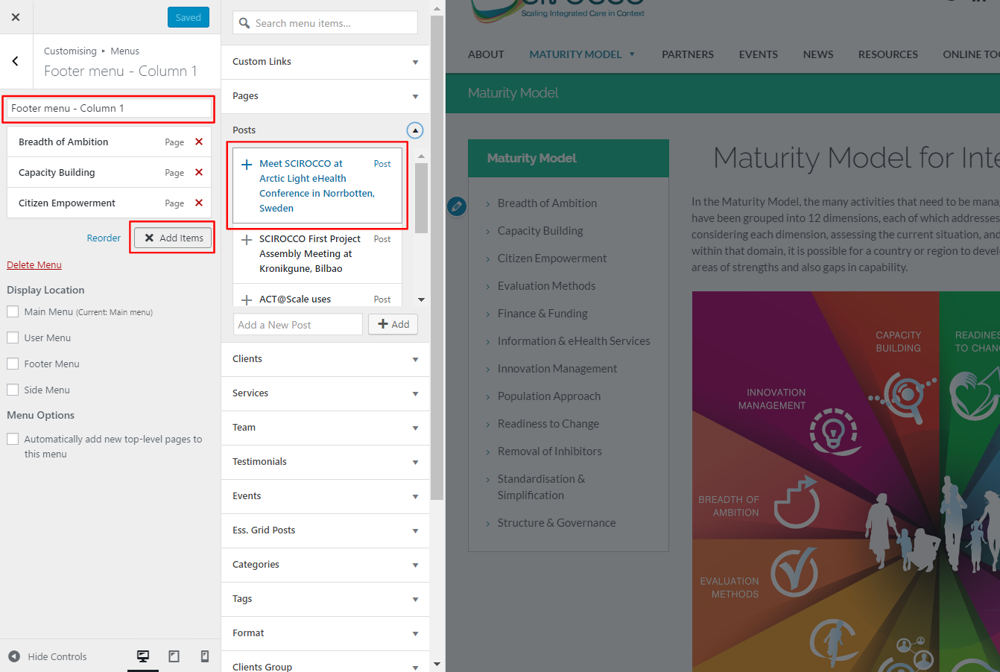 Saved
Customising ▸ Menus
Footer menu - Column 1
Footer menu - Column 1
Breadth of Ambition Page
Capacity Building Page
Citizen Empowerment Page
Reorder Add Items
Delete Menu
Display Location
Main Menu (Current: Main menu)
User Menu
Footer Menu
Side Menu
Menu Options
Automatically add new top-level pages to
this menu
Hide Controls
Search menu items...
Custom Links
Pages
Posts
Meet SCIROCCO at Post
Arctic Light eHealth
Conference in Norrbotten,
Sweden
SCIROCCO First Project Post
Assembly Meeting at
Kronikgune, Bilbao
ACT@Scale uses Post
Add a New Post Add
Clients
Services
Team
Testimonials
Events
Ess. Grid Posts
Categories
Tags
Format
Clients Group
Scaling Integrated Care in Context
ABOUT MATURITY MODEL PARTNERS EVENTS NEWS RESOURCES ONLINE TOO
Maturity Model
Maturity Model
Breadth of Ambition
Capacity Building
Citizen Empowerment
Evaluation Methods
Finance & Funding
Information & eHealth Services
Innovation Management
Population Approach
Readiness to Change
Removal of Inhibitors
Standardisation &
Simplification
Structure & Governance
Maturity Model for Inte
In the Maturity Model, the many activities that need to be mana
have been grouped into 12 dimensions, each of which addresses
considering each dimension, assessing the current situation, and
within that domain, it is possible for a country or region to develo
areas of strengths and also gaps in capability.
CAPACITY
BUILDING
READINES
TO CHAN
INNOVATION
MANAGEMENT
BREADTH OF
AMBITION
EVALUATION
METHODS